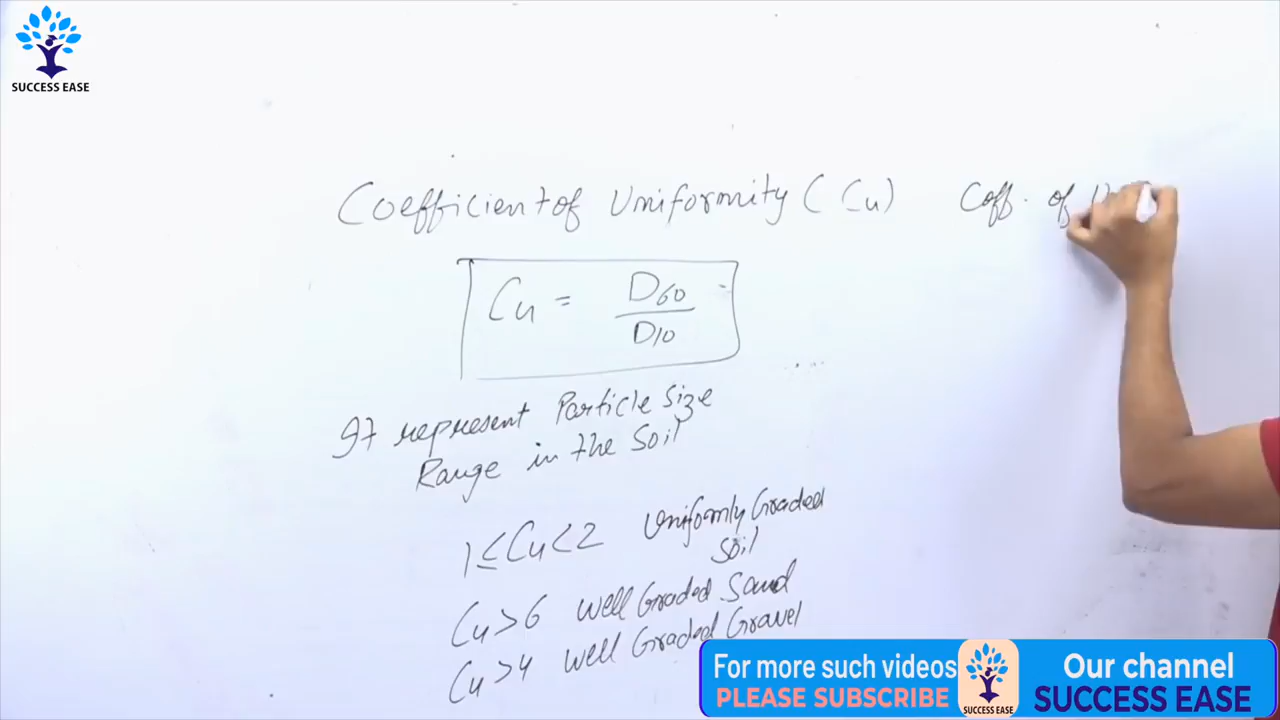 SUCCESS EASE
Coefficient of Uniformity (Cu)
Coff. of
Cu = D60
D10
It represent Particle Size
Range in the Soil
1 ≤ Cu < 2 Uniformly Graded
Soil
Cu > 6 Well Graded Sand
Cu > 4 Well Graded Gravel
For more such videos
PLEASE SUBSCRIBE
SUCCESS EASE
Our channel
SUCCESS EASE